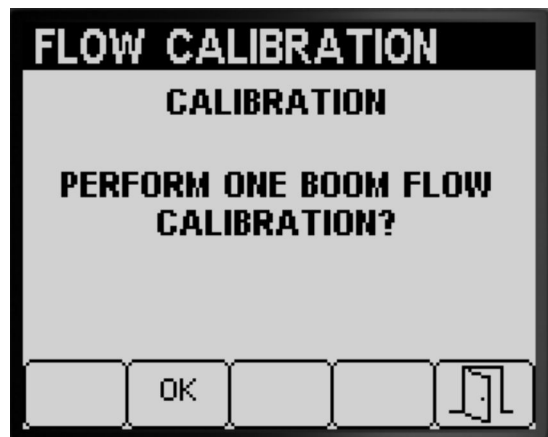 FLOW CALIBRATION
CALIBRATION
PERFORM ONE BOOM FLOW
CALIBRATION?
OK